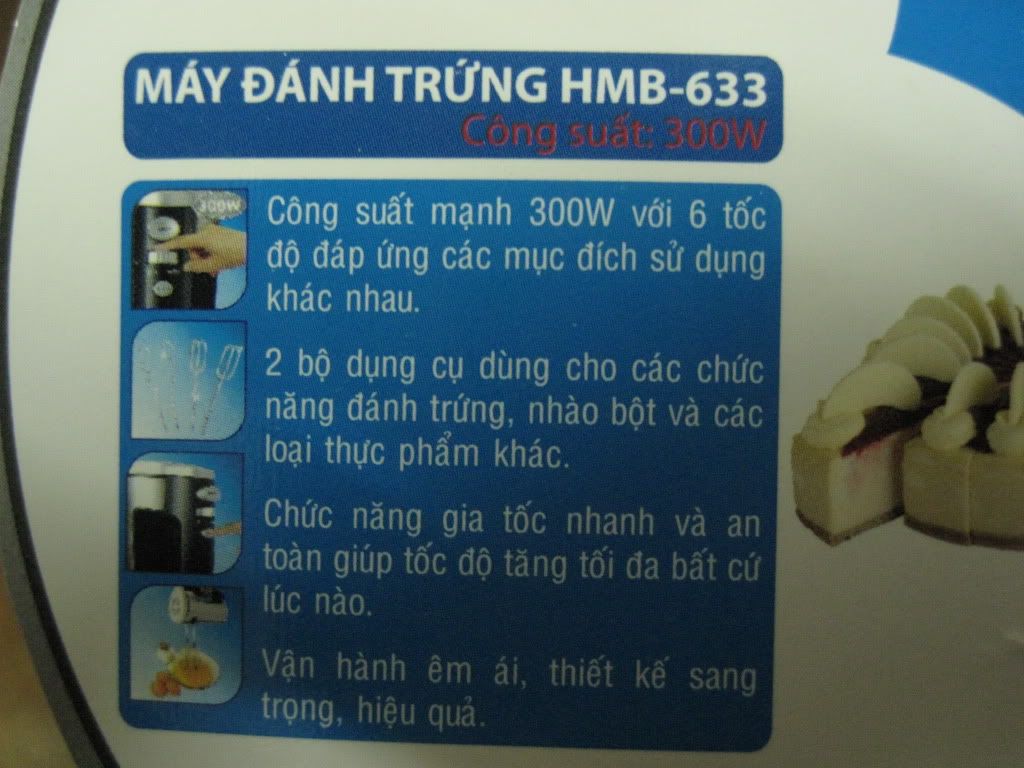 MÁY ĐÁNH TRỨNG HMB-633
Công suất: 300W
300W
Công suất mạnh 300W với 6 tốc
độ đáp ứng các mục đích sử dụng
khác nhau.
2 bộ dụng cụ dùng cho các chức
năng đánh trứng, nhào bột và các
loại thực phẩm khác.
Chức năng gia tốc nhanh và an
toàn giúp tốc độ tăng tối đa bất cứ
lúc nào.
Vận hành êm ái, thiết kế sang
trọng, hiệu quả.